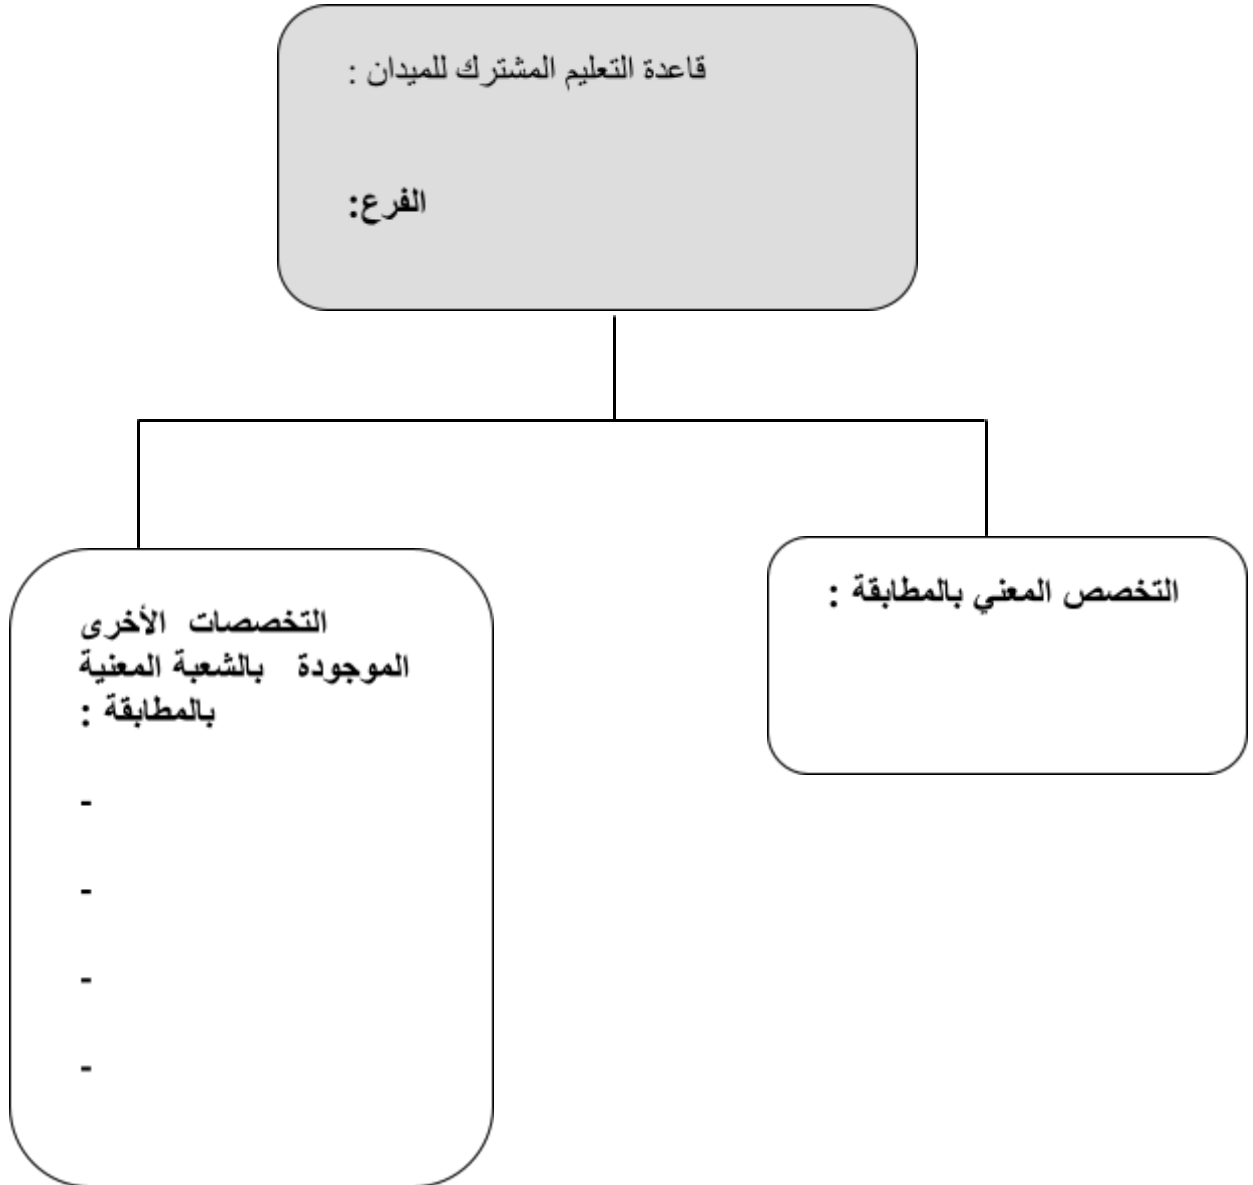 قاعدة التعليم المشترك للميدان :
الفرع:
التخصص المعني بالمطابقة :
التخصصات الأخرى
الموجودة بالشعبة المعنية
بالمطابقة :
-
-
-
-